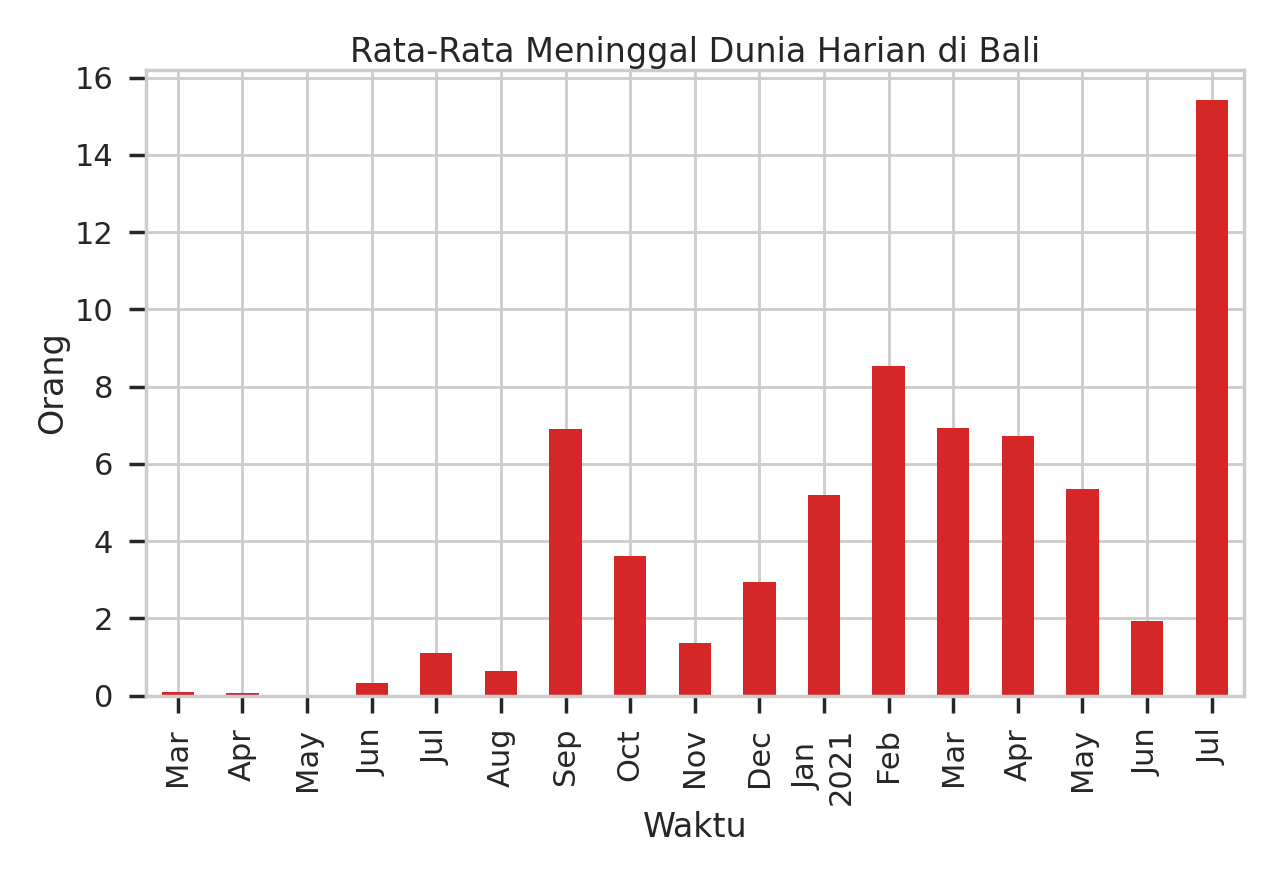 Rata-Rata Meninggal Dunia Harian di Bali
16
14
12
10
8
6
4
2
0
Orang
Mar
Apr
May
Jun
Jul
Aug
Sep
Oct
Nov
Dec
Jan
2021
Feb
Mar
Apr
May
Jun
Jul
Waktu